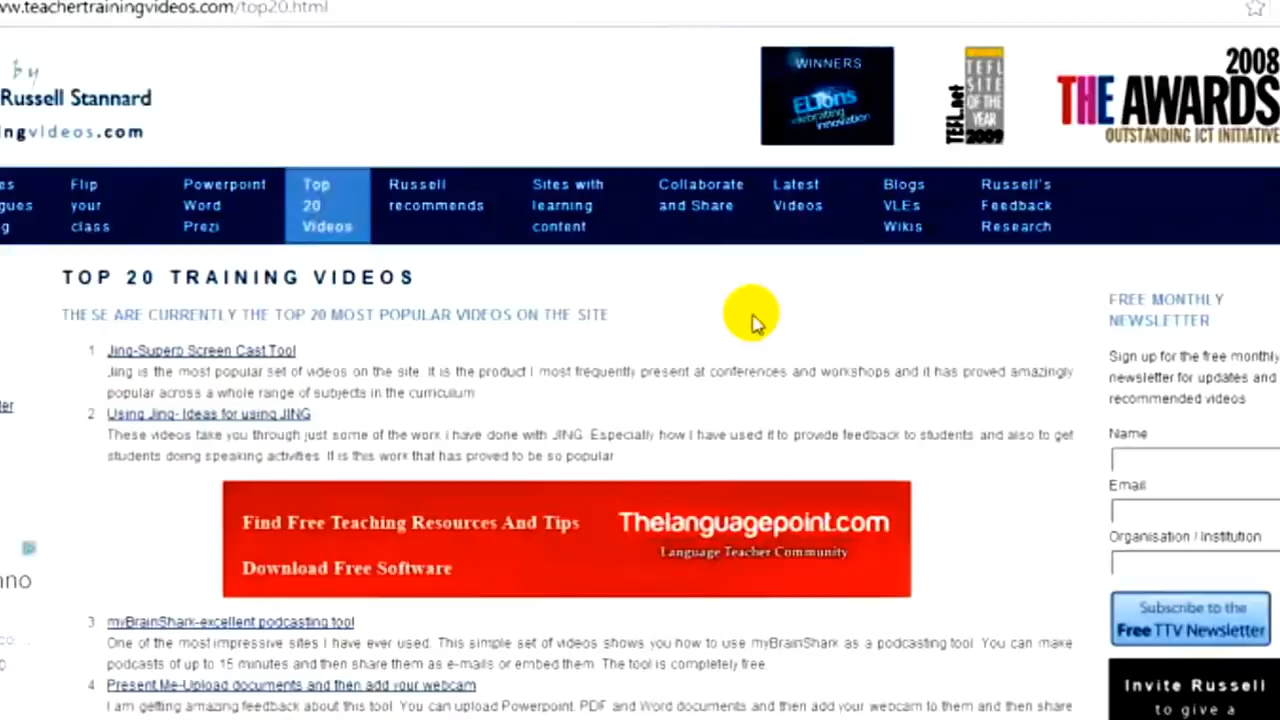 ww.teachertrainingvideos.com/top20.html
by
Russell Stannard
ingvideos.com
WINNERS
ELTons
celebrating
innovation
TEFL.net
TEFL
SITE
OF THE
YEAR
2009
2008
THE AWARDS
OUTSTANDING ICT INITIATIVE
es
gues
g
Flip
your
class
Powerpoint
Word
Prezi
Top
20
Videos
Russell
recommends
Sites with
learning
content
Collaborate
and Share
Latest
Videos
Blogs
VLEs
Wikis
Russell's
Feedback
Research
TOP 20 TRAINING VIDEOS
THESE ARE CURRENTLY THE TOP 20 MOST POPULAR VIDEOS ON THE SITE
1 Jing-Superb Screen Cast Tool
Jing is the most popular set of videos on the site. It is the product I most frequently present at conferences and workshops and it has proved amazingly
popular across a whole range of subjects in the curriculum
2 Using Jing- Ideas for using JING
These videos take you through just some of the work I have done with JING. Especially how I have used it to provide feedback to students and also to get
students doing speaking activities. It is this work that has proved to be so popular
Find Free Teaching Resources And Tips
Download Free Software
Thelanguagepoint.com
Language Teacher Community
3 myBrainShark-excellent podcasting tool
One of the most impressive sites I have ever used. This simple set of videos shows you how to use myBrainShark as a podcasting tool. You can make
podcasts of up to 15 minutes and then share them as e-mails or embed them. The tool is completely free.
4 Present.Me-Upload documents and then add your webcam
I am getting amazing feedback about this tool. You can upload Powerpoint, PDF and Word documents and then add your webcam to them and then share
FREE MONTHLY
NEWSLETTER
Sign up for the free monthly
newsletter for updates and
recommended videos
Name
Email
Organisation / Institution
Subscribe to the
Free TTV Newsletter
Invite Russell
to give a